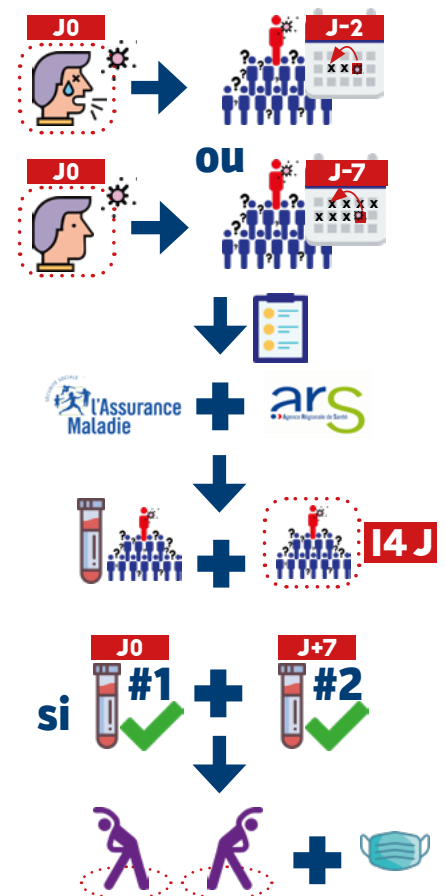 J0
J-2
x x
ou
J0
J-7
x x x x
x x x
SÉCURITÉ SOCIALE
l'Assurance
Maladie
ars
Agence Régionale de Santé
14 J
J0
J+7
si
#1
#2